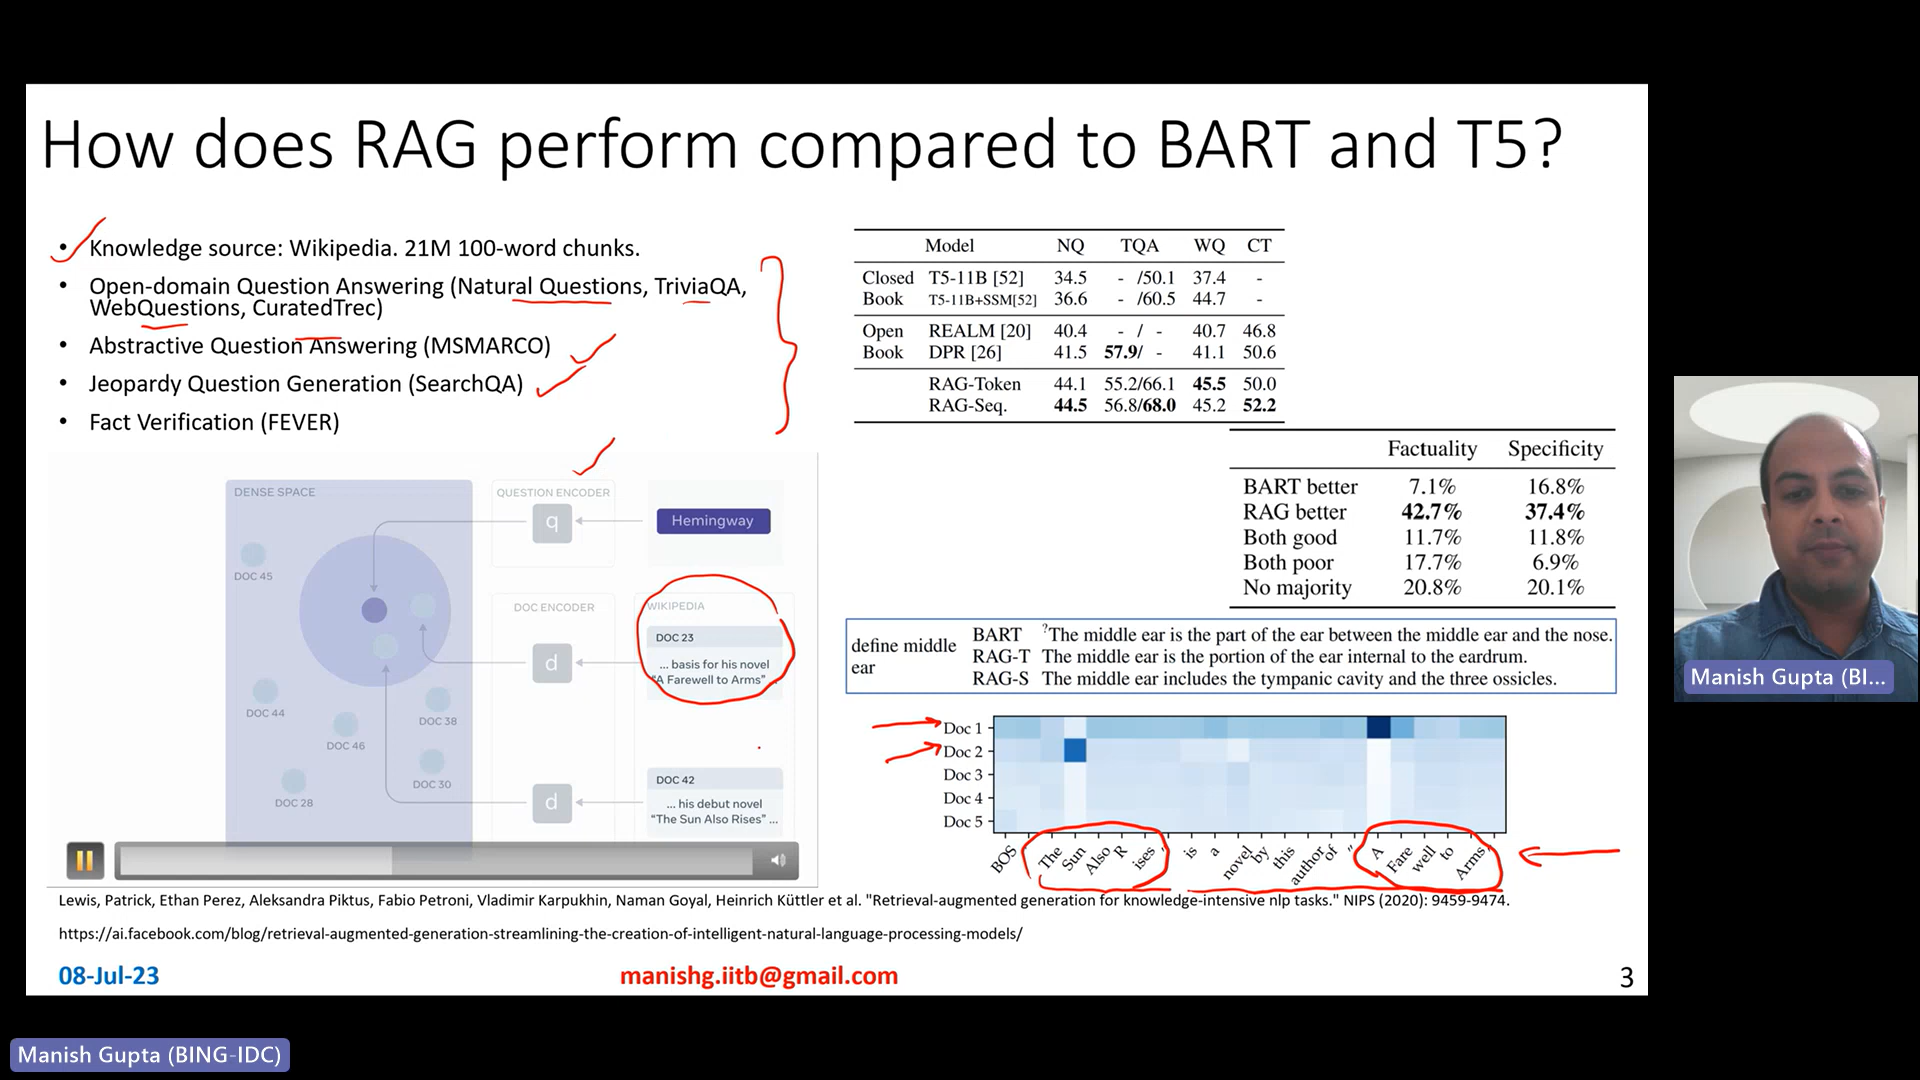 How does RAG perform compared to BART and T5?
• Knowledge source: Wikipedia. 21M 100-word chunks.
• Open-domain Question Answering (Natural Questions, TriviaQA,
WebQuestions, CuratedTrec)
• Abstractive Question Answering (MSMARCO)
• Jeopardy Question Generation (SearchQA)
• Fact Verification (FEVER)
DENSE SPACE
QUESTION ENCODER
q
Hemingway
DOC 45
DOC ENCODER
WIKIPEDIA
DOC 23
d
... basis for his novel
"A Farewell to Arms" ...
DOC 44
DOC 38
DOC 46
DOC 30
DOC 28
DOC 42
d
... his debut novel
"The Sun Also Rises" ...
Model NQ TQA WQ CT
Closed T5-11B [52] 34.5 - /50.1 37.4 -
Book T5-11B+SSM[52] 36.6 - /60.5 44.7 -
Open REALM [20] 40.4 - / - 40.7 46.8
Book DPR [26] 41.5 57.9/ - 41.1 50.6
RAG-Token 44.1 55.2/66.1 45.5 50.0
RAG-Seq. 44.5 56.8/68.0 45.2 52.2
Factuality Specificity
BART better 7.1% 16.8%
RAG better 42.7% 37.4%
Both good 11.7% 11.8%
Both poor 17.7% 6.9%
No majority 20.8% 20.1%
define middle
ear
BART ?The middle ear is the part of the ear between the middle ear and the nose.
RAG-T The middle ear is the portion of the ear internal to the eardrum.
RAG-S The middle ear includes the tympanic cavity and the three ossicles.
Doc 1
Doc 2
Doc 3
Doc 4
Doc 5
BOS " The Sun Also R ises " is a novel by this author of " A Fare well to Arms "
Lewis, Patrick, Ethan Perez, Aleksandra Piktus, Fabio Petroni, Vladimir Karpukhin, Naman Goyal, Heinrich Küttler et al. "Retrieval-augmented generation for knowledge-intensive nlp tasks." NIPS (2020): 9459-9474.
https://ai.facebook.com/blog/retrieval-augmented-generation-streamlining-the-creation-of-intelligent-natural-language-processing-models/
08-Jul-23
manishg.iitb@gmail.com
3
Manish Gupta (BI...
Manish Gupta (BING-IDC)